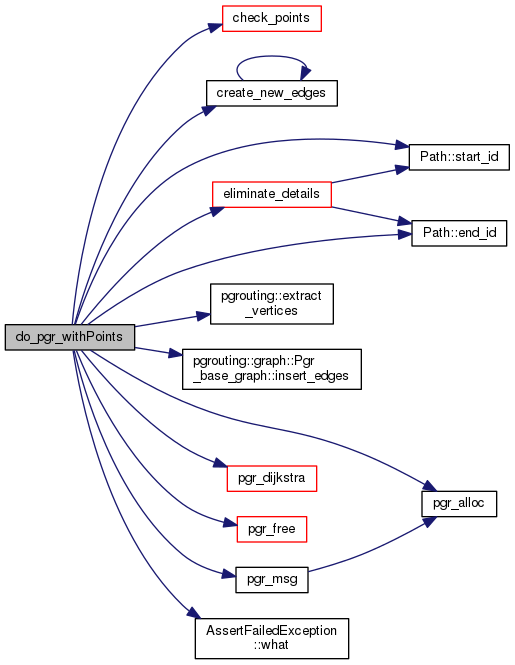 check_points
create_new_edges
Path::start_id
eliminate_details
Path::end_id
pgrouting::extract
_vertices
do_pgr_withPoints
pgrouting::graph::Pgr
_base_graph::insert_edges
pgr_dijkstra
pgr_alloc
pgr_free
pgr_msg
AssertFailedException
::what